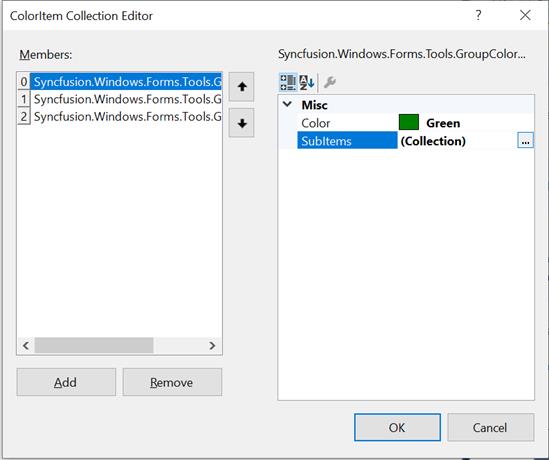 ColorItem Collection Editor
?
Members:
0 Syncfusion.Windows.Forms.Tools.G
1 Syncfusion.Windows.Forms.Tools.G
2 Syncfusion.Windows.Forms.Tools.G
Add Remove
Syncfusion.Windows.Forms.Tools.GroupColor...
Misc
Color Green
SubItems (Collection) ...
OK Cancel